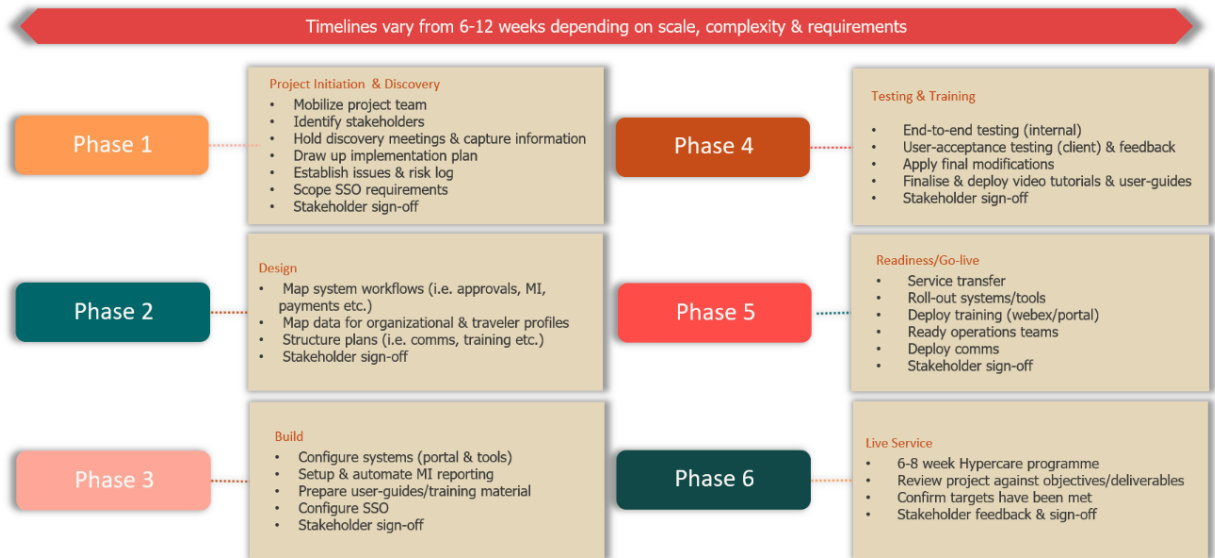 Timelines vary from 6-12 weeks depending on scale, complexity & requirements
Phase 1
Project Initiation & Discovery
• Mobilize project team
• Identify stakeholders
• Hold discovery meetings & capture information
• Draw up implementation plan
• Establish issues & risk log
• Scope SSO requirements
• Stakeholder sign-off
Phase 2
Design
• Map system workflows (i.e. approvals, MI,
payments etc.)
• Map data for organizational & traveler profiles
• Structure plans (i.e. comms, training etc.)
• Stakeholder sign-off
Phase 3
Build
• Configure systems (portal & tools)
• Setup & automate MI reporting
• Prepare user-guides/training material
• Configure SSO
• Stakeholder sign-off
Phase 4
Testing & Training
• End-to-end testing (internal)
• User-acceptance testing (client) & feedback
• Apply final modifications
• Finalise & deploy video tutorials & user-guides
• Stakeholder sign-off
Phase 5
Readiness/Go-live
• Service transfer
• Roll-out systems/tools
• Deploy training (webex/portal)
• Ready operations teams
• Deploy comms
• Stakeholder sign-off
Phase 6
Live Service
• 6-8 week Hypercare programme
• Review project against objectives/deliverables
• Confirm targets have been met
• Stakeholder feedback & sign-off